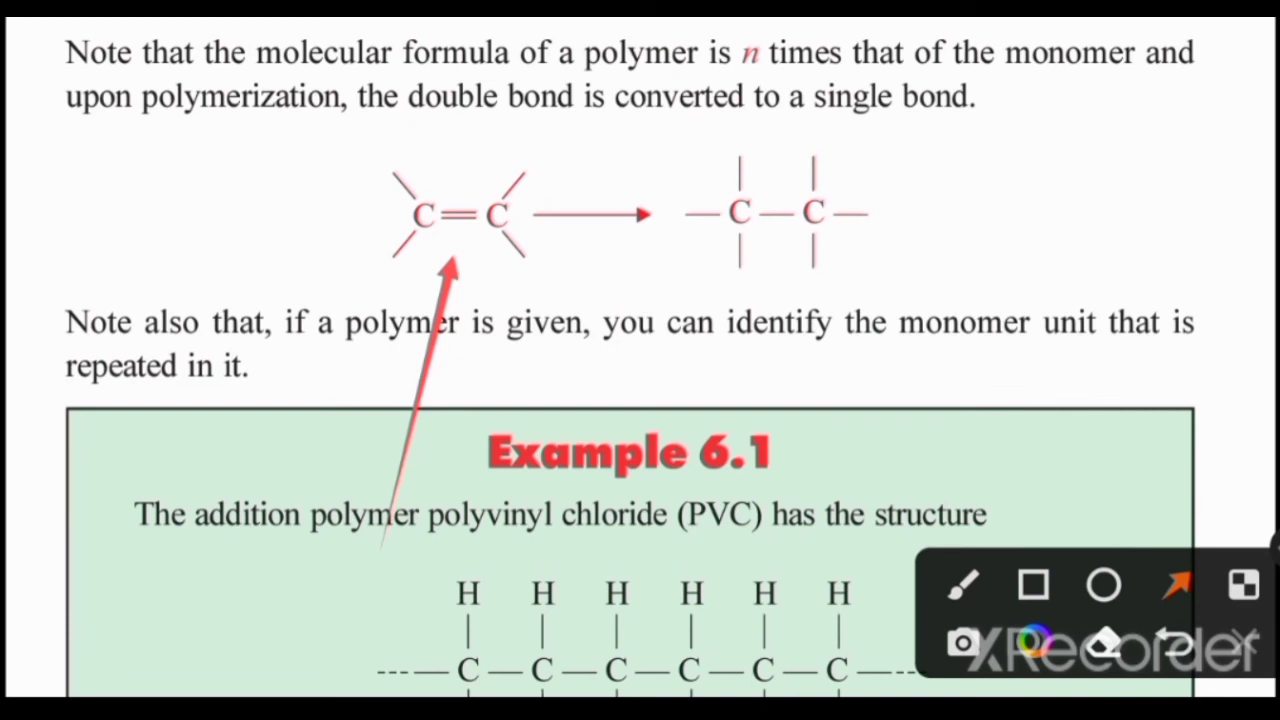 Note that the molecular formula of a polymer is n times that of the monomer and
upon polymerization, the double bond is converted to a single bond.
C=C → —C—C—
Note also that, if a polymer is given, you can identify the monomer unit that is
repeated in it.
Example 6.1
The addition polymer polyvinyl chloride (PVC) has the structure
H H H H H H
---—C—C—C—C—C—C—---
XRecorder